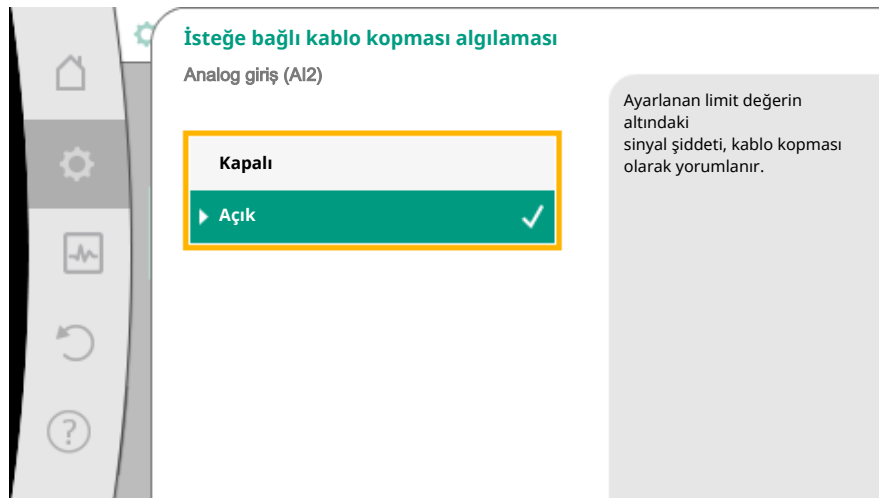 İsteğe bağlı kablo kopması algılaması
Analog giriş (AI2)
Kapalı
Açık
Ayarlanan limit değerin
altındaki
sinyal şiddeti, kablo kopması
olarak yorumlanır.
?